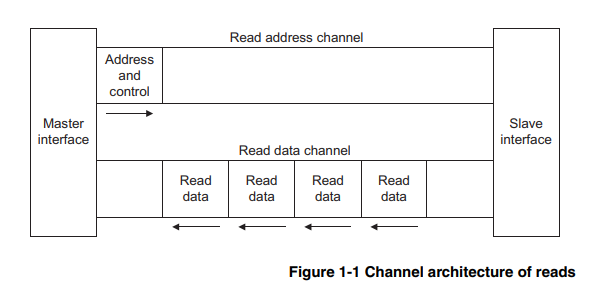 Read address channel
Address
and
control
Master
interface
Slave
interface
Read data channel
Read
data
Read
data
Read
data
Read
data
Figure 1-1 Channel architecture of reads